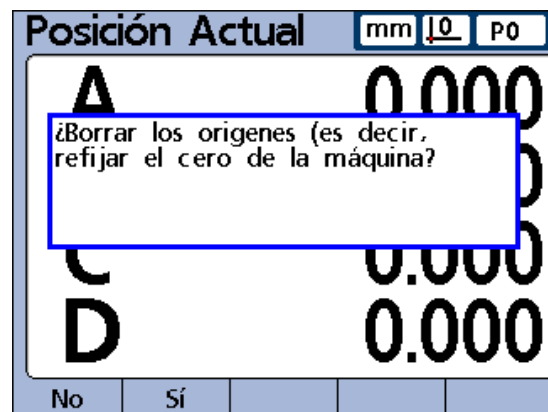 Posición Actual mm 0 P0
A 0.000
¿Borrar los origenes (es decir,
refijar el cero de la máquina?
C 0.000
D 0.000
No Sí